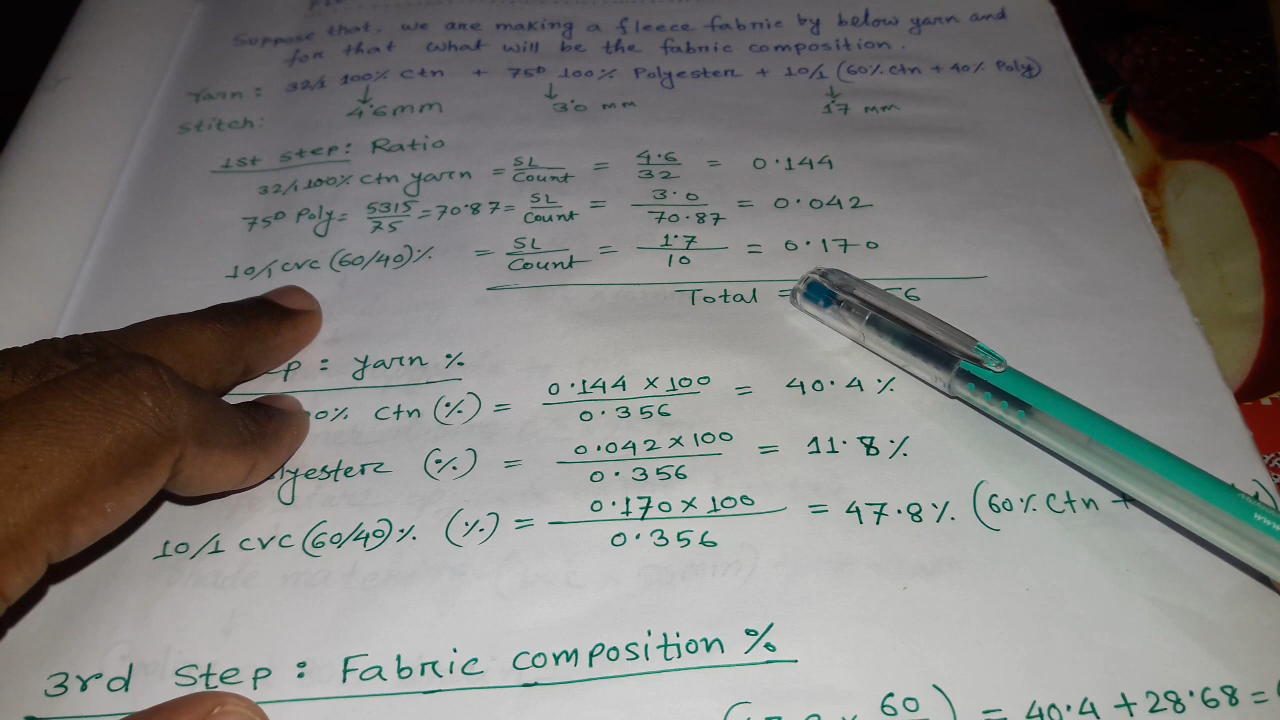 Suppose that, we are making a fleece fabric by below yarn and
for that what will be the fabric composition.
Yarn: 32/1 100% Ctn + 75D 100% Polyester + 10/1 (60% Ctn + 40% Poly)
Stitch: 4.6mm 3.0 mm 1.7 mm
1st step: Ratio
32/1 100% Ctn yarn = SL/Count = 4.6/32 = 0.144
75D Poly = 5315/75 = 70.87 = SL/Count = 3.0/70.87 = 0.042
10/1 CVC (60/40)% = SL/Count = 1.7/10 = 0.170
Total = 56
: yarn %
0% Ctn (%) = 0.144 X 100/0.356 = 40.4%
lyester (%) = 0.042 X 100/0.356 = 11.8%
10/1 CVC (60/40)% (%) = 0.170 X 100/0.356 = 47.8% (60% Ctn +
3rd Step: Fabric composition %
60) = 40.4 + 28.68 =